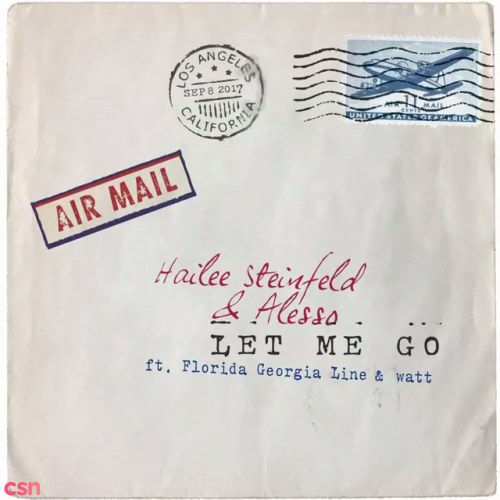 LOS ANGELES
SEP 8 2017
CALIFORNIA
AIR MAIL
CENTS
UNITED STATES OF AMERICA
AIR MAIL
Hailee Steinfeld
& Alesso
LET ME GO
ft. Florida Georgia Line & watt
csn